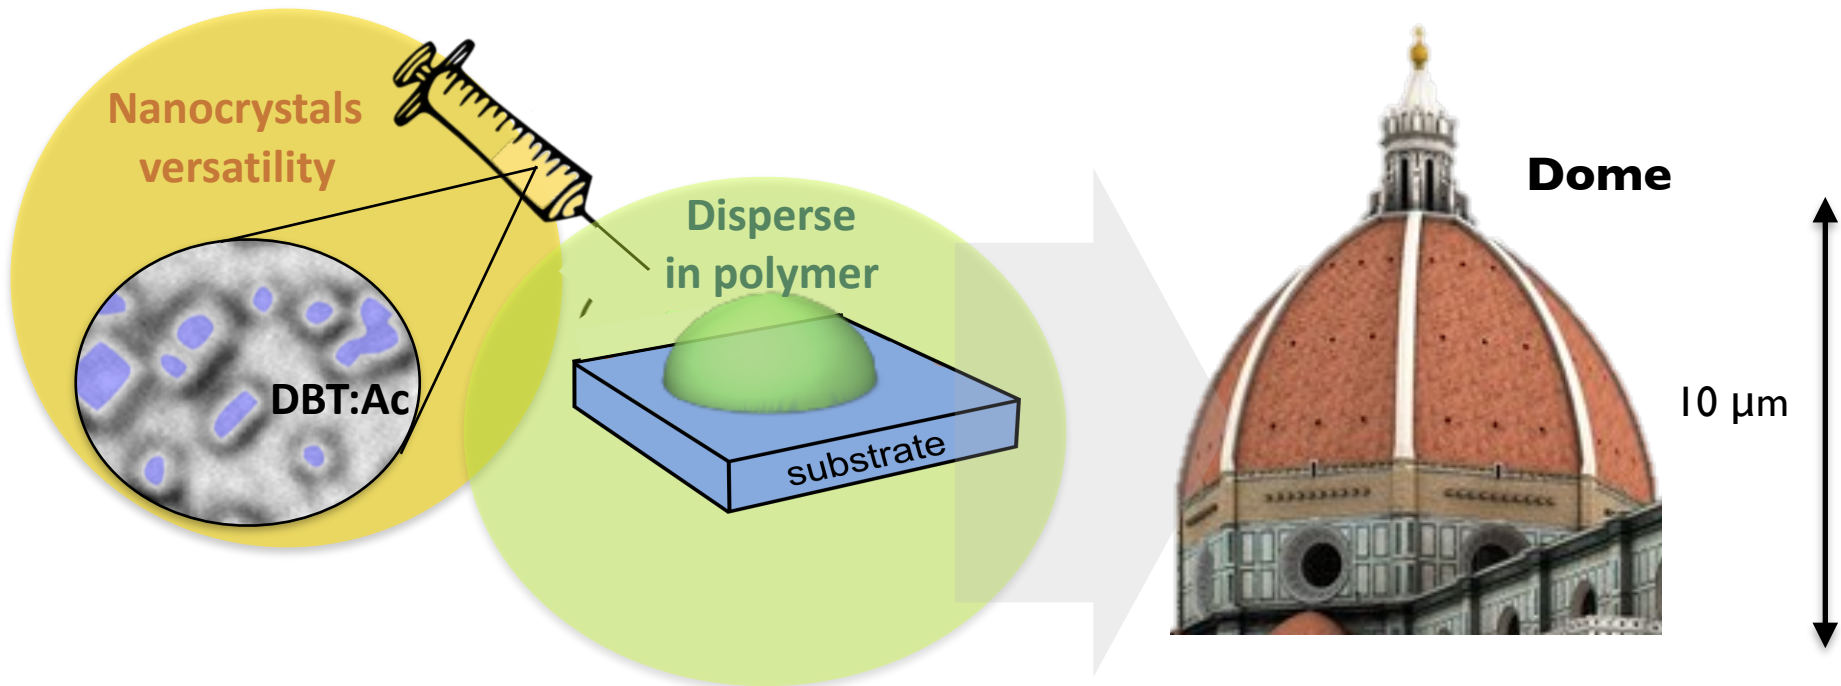 Nanocrystals
versatility
DBT:Ac
Disperse
in polymer
substrate
Dome
10 µm